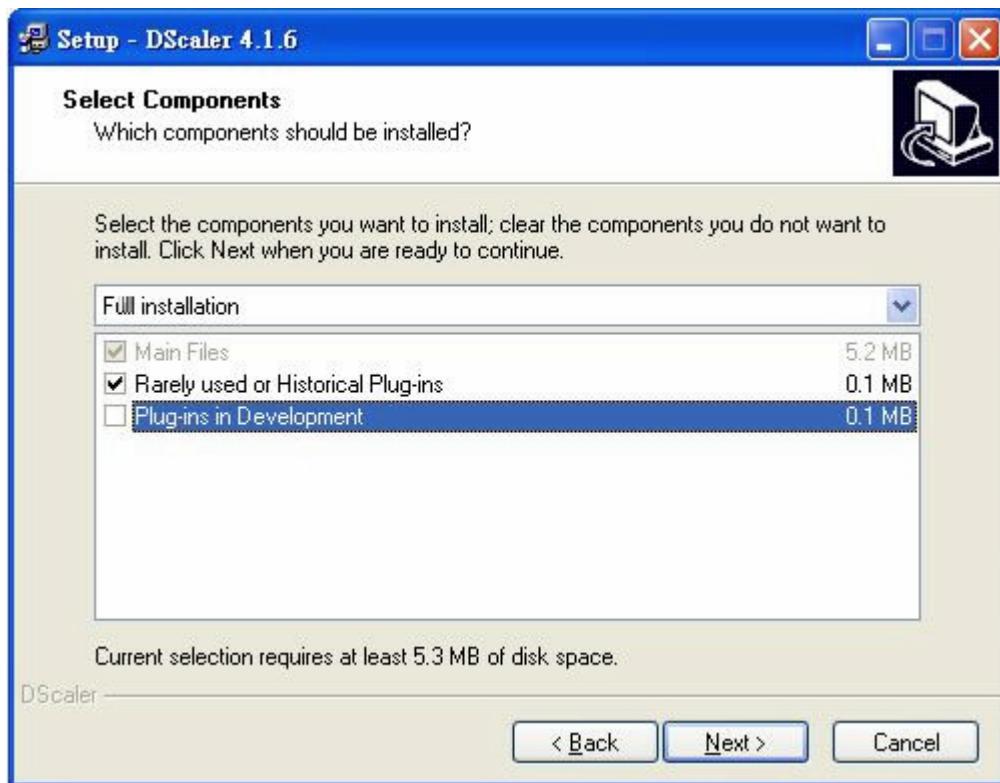 Setup - DScaler 4.1.6
Select Components
Which components should be installed?
Select the components you want to install; clear the components you do not want to
install. Click Next when you are ready to continue.
Full installation
Main Files 5.2 MB
Rarely used or Historical Plug-ins 0.1 MB
Plug-ins in Development 0.1 MB
Current selection requires at least 5.3 MB of disk space.
DScaler
< Back Next > Cancel